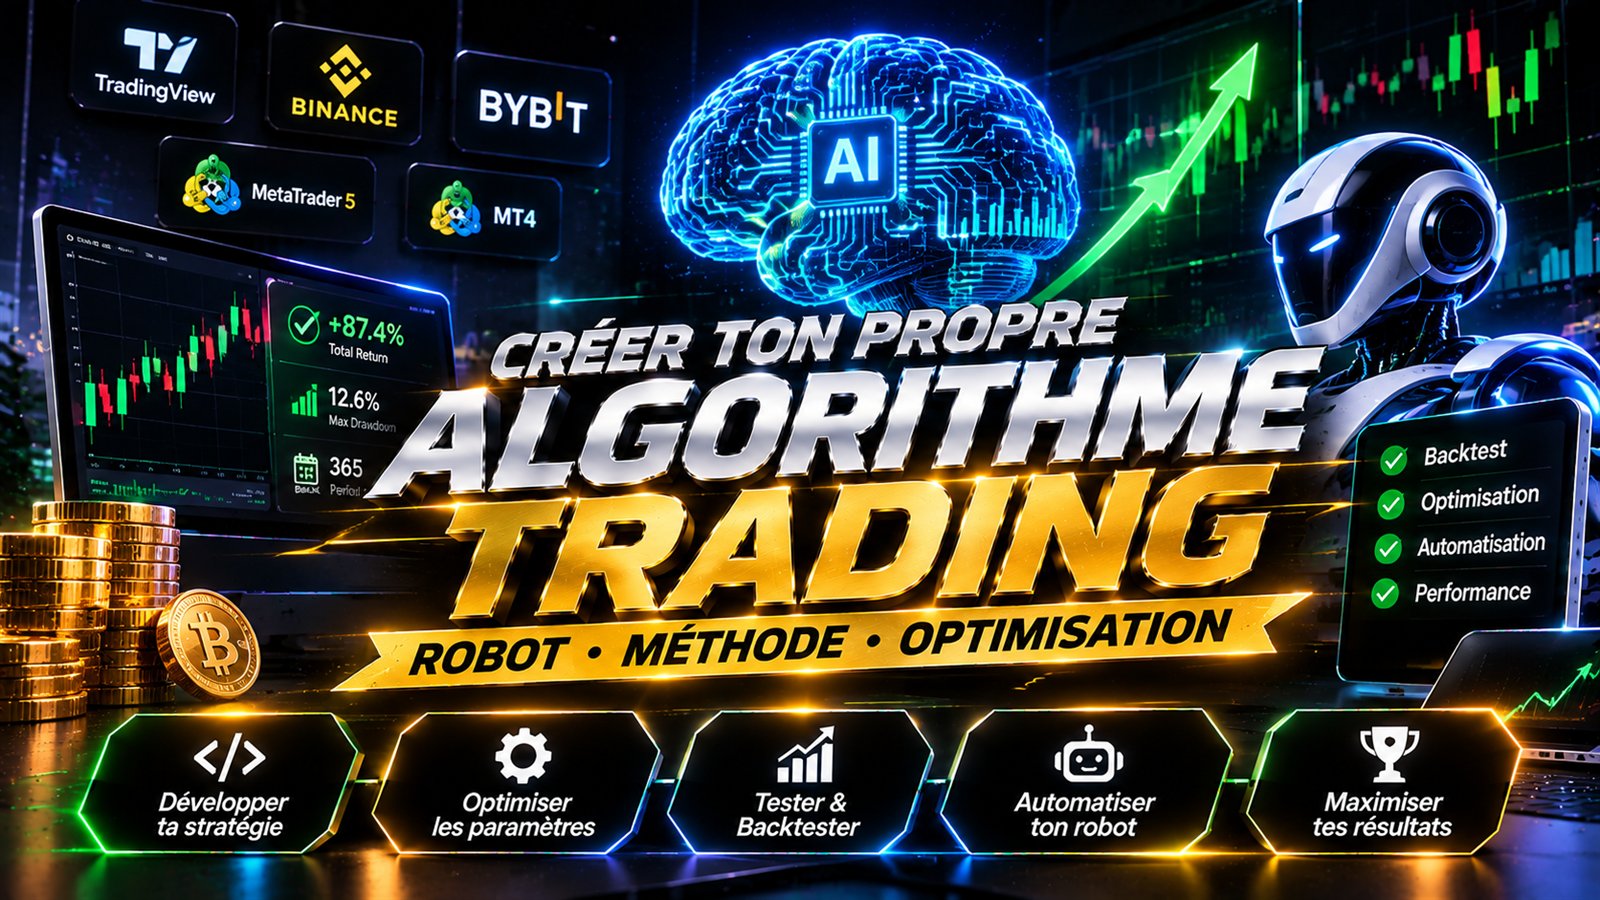 TradingView
BINANCE
BYBIT
MetaTrader 5
MT4
AI
+87.4%
Total Return
12.6%
Max Drawdown
365
CRÉER TON PROPRE
ALGORITHME
TRADING
ROBOT • MÉTHODE • OPTIMISATION
Backtest
Optimisation
Automatisation
Performance
</>
Développer
ta stratégie
Optimiser
les paramètres
Tester &
Backtester
Automatiser
ton robot
Maximiser
tes résultats